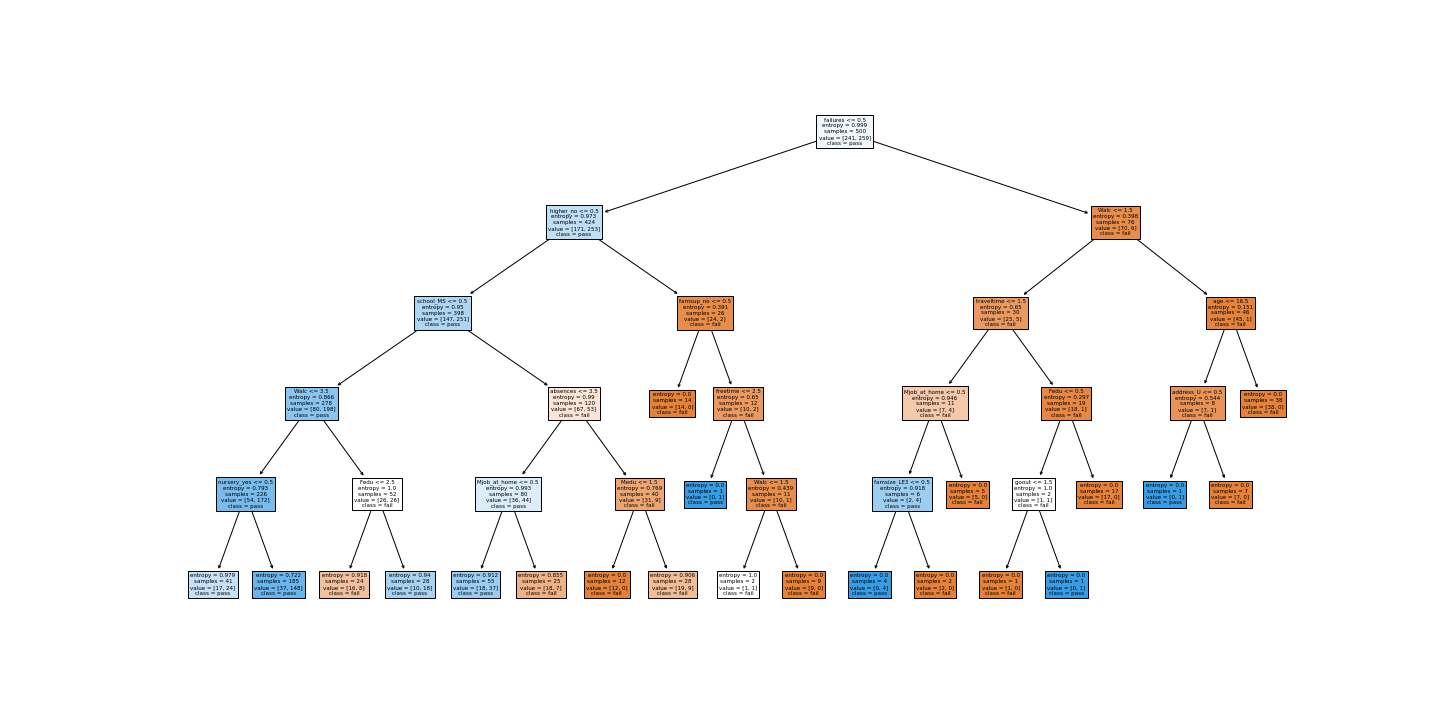 failures <= 0.5
entropy = 0.999
samples = 500
value = [241, 259]
class = pass
higher_no <= 0.5
entropy = 0.973
samples = 424
value = [171, 253]
class = pass
Walc <= 1.5
entropy = 0.398
samples = 76
value = [70, 6]
class = fail
school_MS <= 0.5
entropy = 0.95
samples = 398
value = [147, 251]
class = pass
famsup_no <= 0.5
entropy = 0.391
samples = 26
value = [24, 2]
class = fail
traveltime <= 1.5
entropy = 0.65
samples = 30
value = [25, 5]
class = fail
age <= 16.5
entropy = 0.151
samples = 46
value = [45, 1]
class = fail
Walc <= 3.5
entropy = 0.866
samples = 278
value = [80, 198]
class = pass
absences <= 3.5
entropy = 0.99
samples = 120
value = [67, 53]
class = fail
entropy = 0.0
samples = 14
value = [14, 0]
class = fail
freetime <= 2.5
entropy = 0.65
samples = 12
value = [10, 2]
class = fail
Mjob_at_home <= 0.5
entropy = 0.946
samples = 11
value = [7, 4]
class = fail
Fedu <= 0.5
entropy = 0.297
samples = 19
value = [18, 1]
class = fail
address_U <= 0.5
entropy = 0.544
samples = 8
value = [7, 1]
class = fail
entropy = 0.0
samples = 38
value = [38, 0]
class = fail
nursery_yes <= 0.5
entropy = 0.793
samples = 226
value = [54, 172]
class = pass
Fedu <= 2.5
entropy = 1.0
samples = 52
value = [26, 26]
class = fail
Mjob_at_home <= 0.5
entropy = 0.993
samples = 80
value = [36, 44]
class = pass
Medu <= 1.5
entropy = 0.769
samples = 40
value = [31, 9]
class = fail
entropy = 0.0
samples = 1
value = [0, 1]
class = pass
Walc <= 1.5
entropy = 0.439
samples = 11
value = [10, 1]
class = fail
famsize_LE3 <= 0.5
entropy = 0.918
samples = 6
value = [2, 4]
class = pass
entropy = 0.0
samples = 5
value = [5, 0]
class = fail
goout <= 1.5
entropy = 1.0
samples = 2
value = [1, 1]
class = fail
entropy = 0.0
samples = 17
value = [17, 0]
class = fail
entropy = 0.0
samples = 1
value = [0, 1]
class = pass
entropy = 0.0
samples = 7
value = [7, 0]
class = fail
entropy = 0.979
samples = 41
value = [17, 24]
class = pass
entropy = 0.722
samples = 185
value = [37, 148]
class = pass
entropy = 0.918
samples = 24
value = [16, 8]
class = fail
entropy = 0.94
samples = 28
value = [10, 18]
class = pass
entropy = 0.912
samples = 55
value = [18, 37]
class = pass
entropy = 0.855
samples = 25
value = [18, 7]
class = fail
entropy = 0.0
samples = 12
value = [12, 0]
class = fail
entropy = 0.906
samples = 28
value = [19, 9]
class = fail
entropy = 1.0
samples = 2
value = [1, 1]
class = fail
entropy = 0.0
samples = 9
value = [9, 0]
class = fail
entropy = 0.0
samples = 4
value = [0, 4]
class = pass
entropy = 0.0
samples = 2
value = [2, 0]
class = fail
entropy = 0.0
samples = 1
value = [1, 0]
class = fail
entropy = 0.0
samples = 1
value = [0, 1]
class = pass